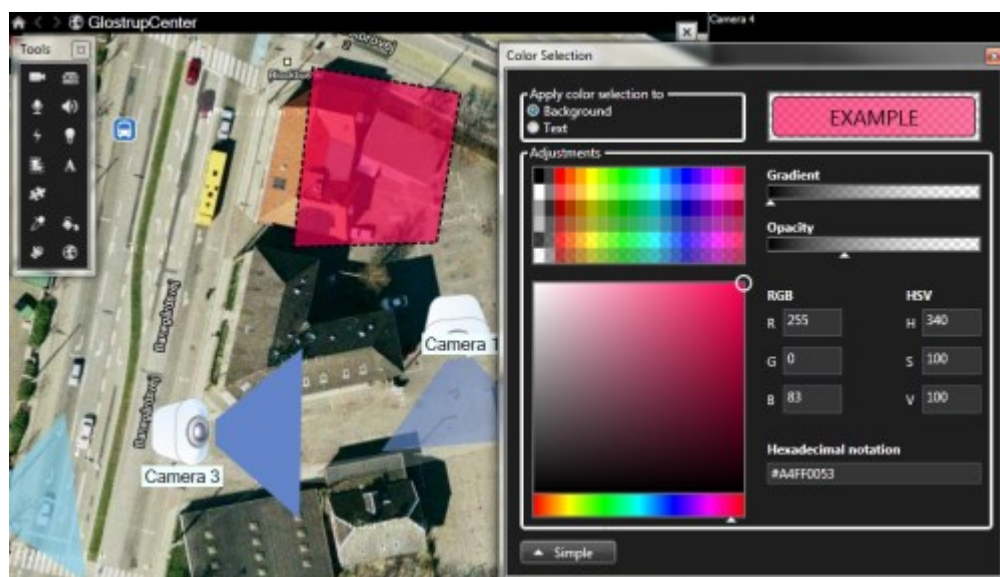 GlostrupCenter
Camera 4
Tools
A
Color Selection
Apply color selection to
Background
Text
EXAMPLE
Adjustments
Gradient
Opacity
RGB
HSV
R 255
H 340
G 0
S 100
B 83
V 100
Hexadecimal notation
#A4FF0053
Simple
Camera 1
Camera 3